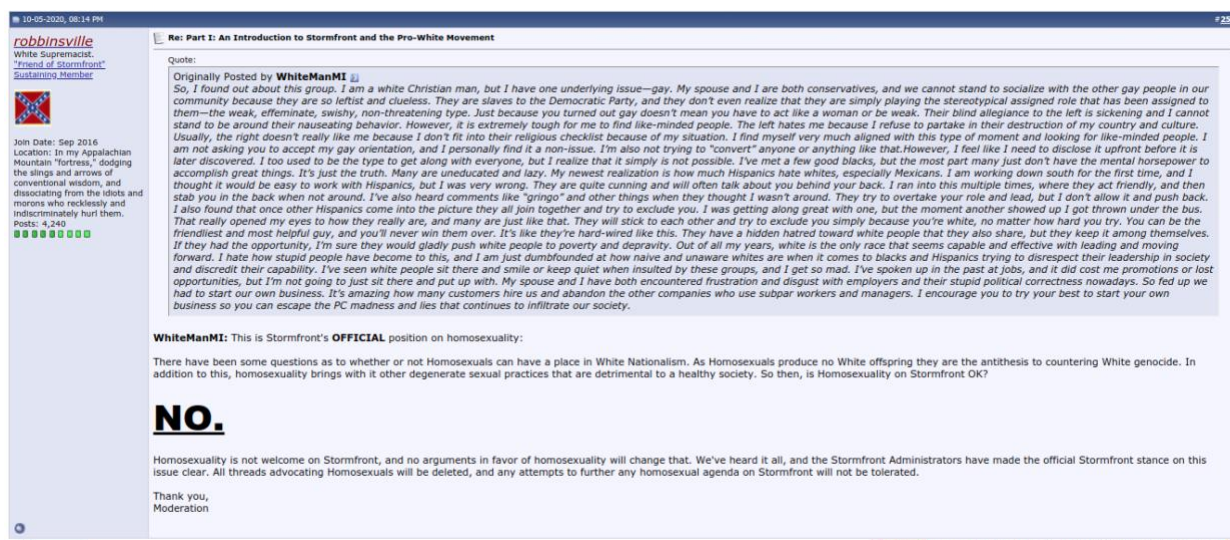 10-05-2020, 08:14 PM
#25
robbinsville
White Supremacist.
"Friend of Stormfront"
Sustaining Member
Join Date: Sep 2016
Location: In my Appalachian
Mountain "fortress," dodging
the slings and arrows of
conventional wisdom, and
dissociating from the idiots and
morons who recklessly and
indiscriminately hurl them.
Posts: 4,240
Re: Part I: An Introduction to Stormfront and the Pro-White Movement
Quote:
Originally Posted by WhiteManMI
So, I found out about this group. I am a white Christian man, but I have one underlying issue—gay. My spouse and I are both conservatives, and we cannot stand to socialize with the other gay people in our
community because they are so leftist and clueless. They are slaves to the Democratic Party, and they don't even realize that they are simply playing the stereotypical assigned role that has been assigned to
them—the weak, effeminate, swishy, non-threatening type. Just because you turned out gay doesn't mean you have to act like a woman or be weak. Their blind allegiance to the left is sickening and I cannot
stand to be around their nauseating behavior. However, it is extremely tough for me to find like-minded people. The left hates me because I refuse to partake in their destruction of my country and culture.
Usually, the right doesn't really like me because I don't fit into their religious checklist because of my situation. I find myself very much aligned with this type of moment and looking for like-minded people. I
am not asking you to accept my gay orientation, and I personally find it a non-issue. I'm also not trying to "convert" anyone or anything like that.However, I feel like I need to disclose it upfront before it is
later discovered. I too used to be the type to get along with everyone, but I realize that it simply is not possible. I've met a few good blacks, but the most part many just don't have the mental horsepower to
accomplish great things. It's just the truth. Many are uneducated and lazy. My newest realization is how much Hispanics hate whites, especially Mexicans. I am working down south for the first time, and I
thought it would be easy to work with Hispanics, but I was very wrong. They are quite cunning and will often talk about you behind your back. I ran into this multiple times, where they act friendly, and then
stab you in the back when not around. I've also heard comments like "gringo" and other things when they thought I wasn't around. They try to overtake your role and lead, but I don't allow it and push back.
I also found that once other Hispanics come into the picture they all join together and try to exclude you. I was getting along great with one, but the moment another showed up I got thrown under the bus.
That really opened my eyes to how they really are, and many are just like that. They will stick to each other and try to exclude you simply because you're white, no matter how hard you try. You can be the
friendliest and most helpful guy, and you'll never win them over. It's like they're hard-wired like this. They have a hidden hatred toward white people that they also share, but they keep it among themselves.
If they had the opportunity, I'm sure they would gladly push white people to poverty and depravity. Out of all my years, white is the only race that seems capable and effective with leading and moving
forward. I hate how stupid people have become to this, and I am just dumbfounded at how naive and unaware whites are when it comes to blacks and Hispanics trying to disrespect their leadership in society
and discredit their capability. I've seen white people sit there and smile or keep quiet when insulted by these groups, and I get so mad. I've spoken up in the past at jobs, and it did cost me promotions or lost
opportunities, but I'm not going to just sit there and put up with. My spouse and I have both encountered frustration and disgust with employers and their stupid political correctness nowadays. So fed up we
had to start our own business. It's amazing how many customers hire us and abandon the other companies who use subpar workers and managers. I encourage you to try your best to start your own
business so you can escape the PC madness and lies that continues to infiltrate our society.
WhiteManMI: This is Stormfront's OFFICIAL position on homosexuality:
There have been some questions as to whether or not Homosexuals can have a place in White Nationalism. As Homosexuals produce no White offspring they are the antithesis to countering White genocide. In
addition to this, homosexuality brings with it other degenerate sexual practices that are detrimental to a healthy society. So then, is Homosexuality on Stormfront OK?
NO.
Homosexuality is not welcome on Stormfront, and no arguments in favor of homosexuality will change that. We've heard it all, and the Stormfront Administrators have made the official Stormfront stance on this
issue clear. All threads advocating Homosexuals will be deleted, and any attempts to further any homosexual agenda on Stormfront will not be tolerated.
Thank you,
Moderation